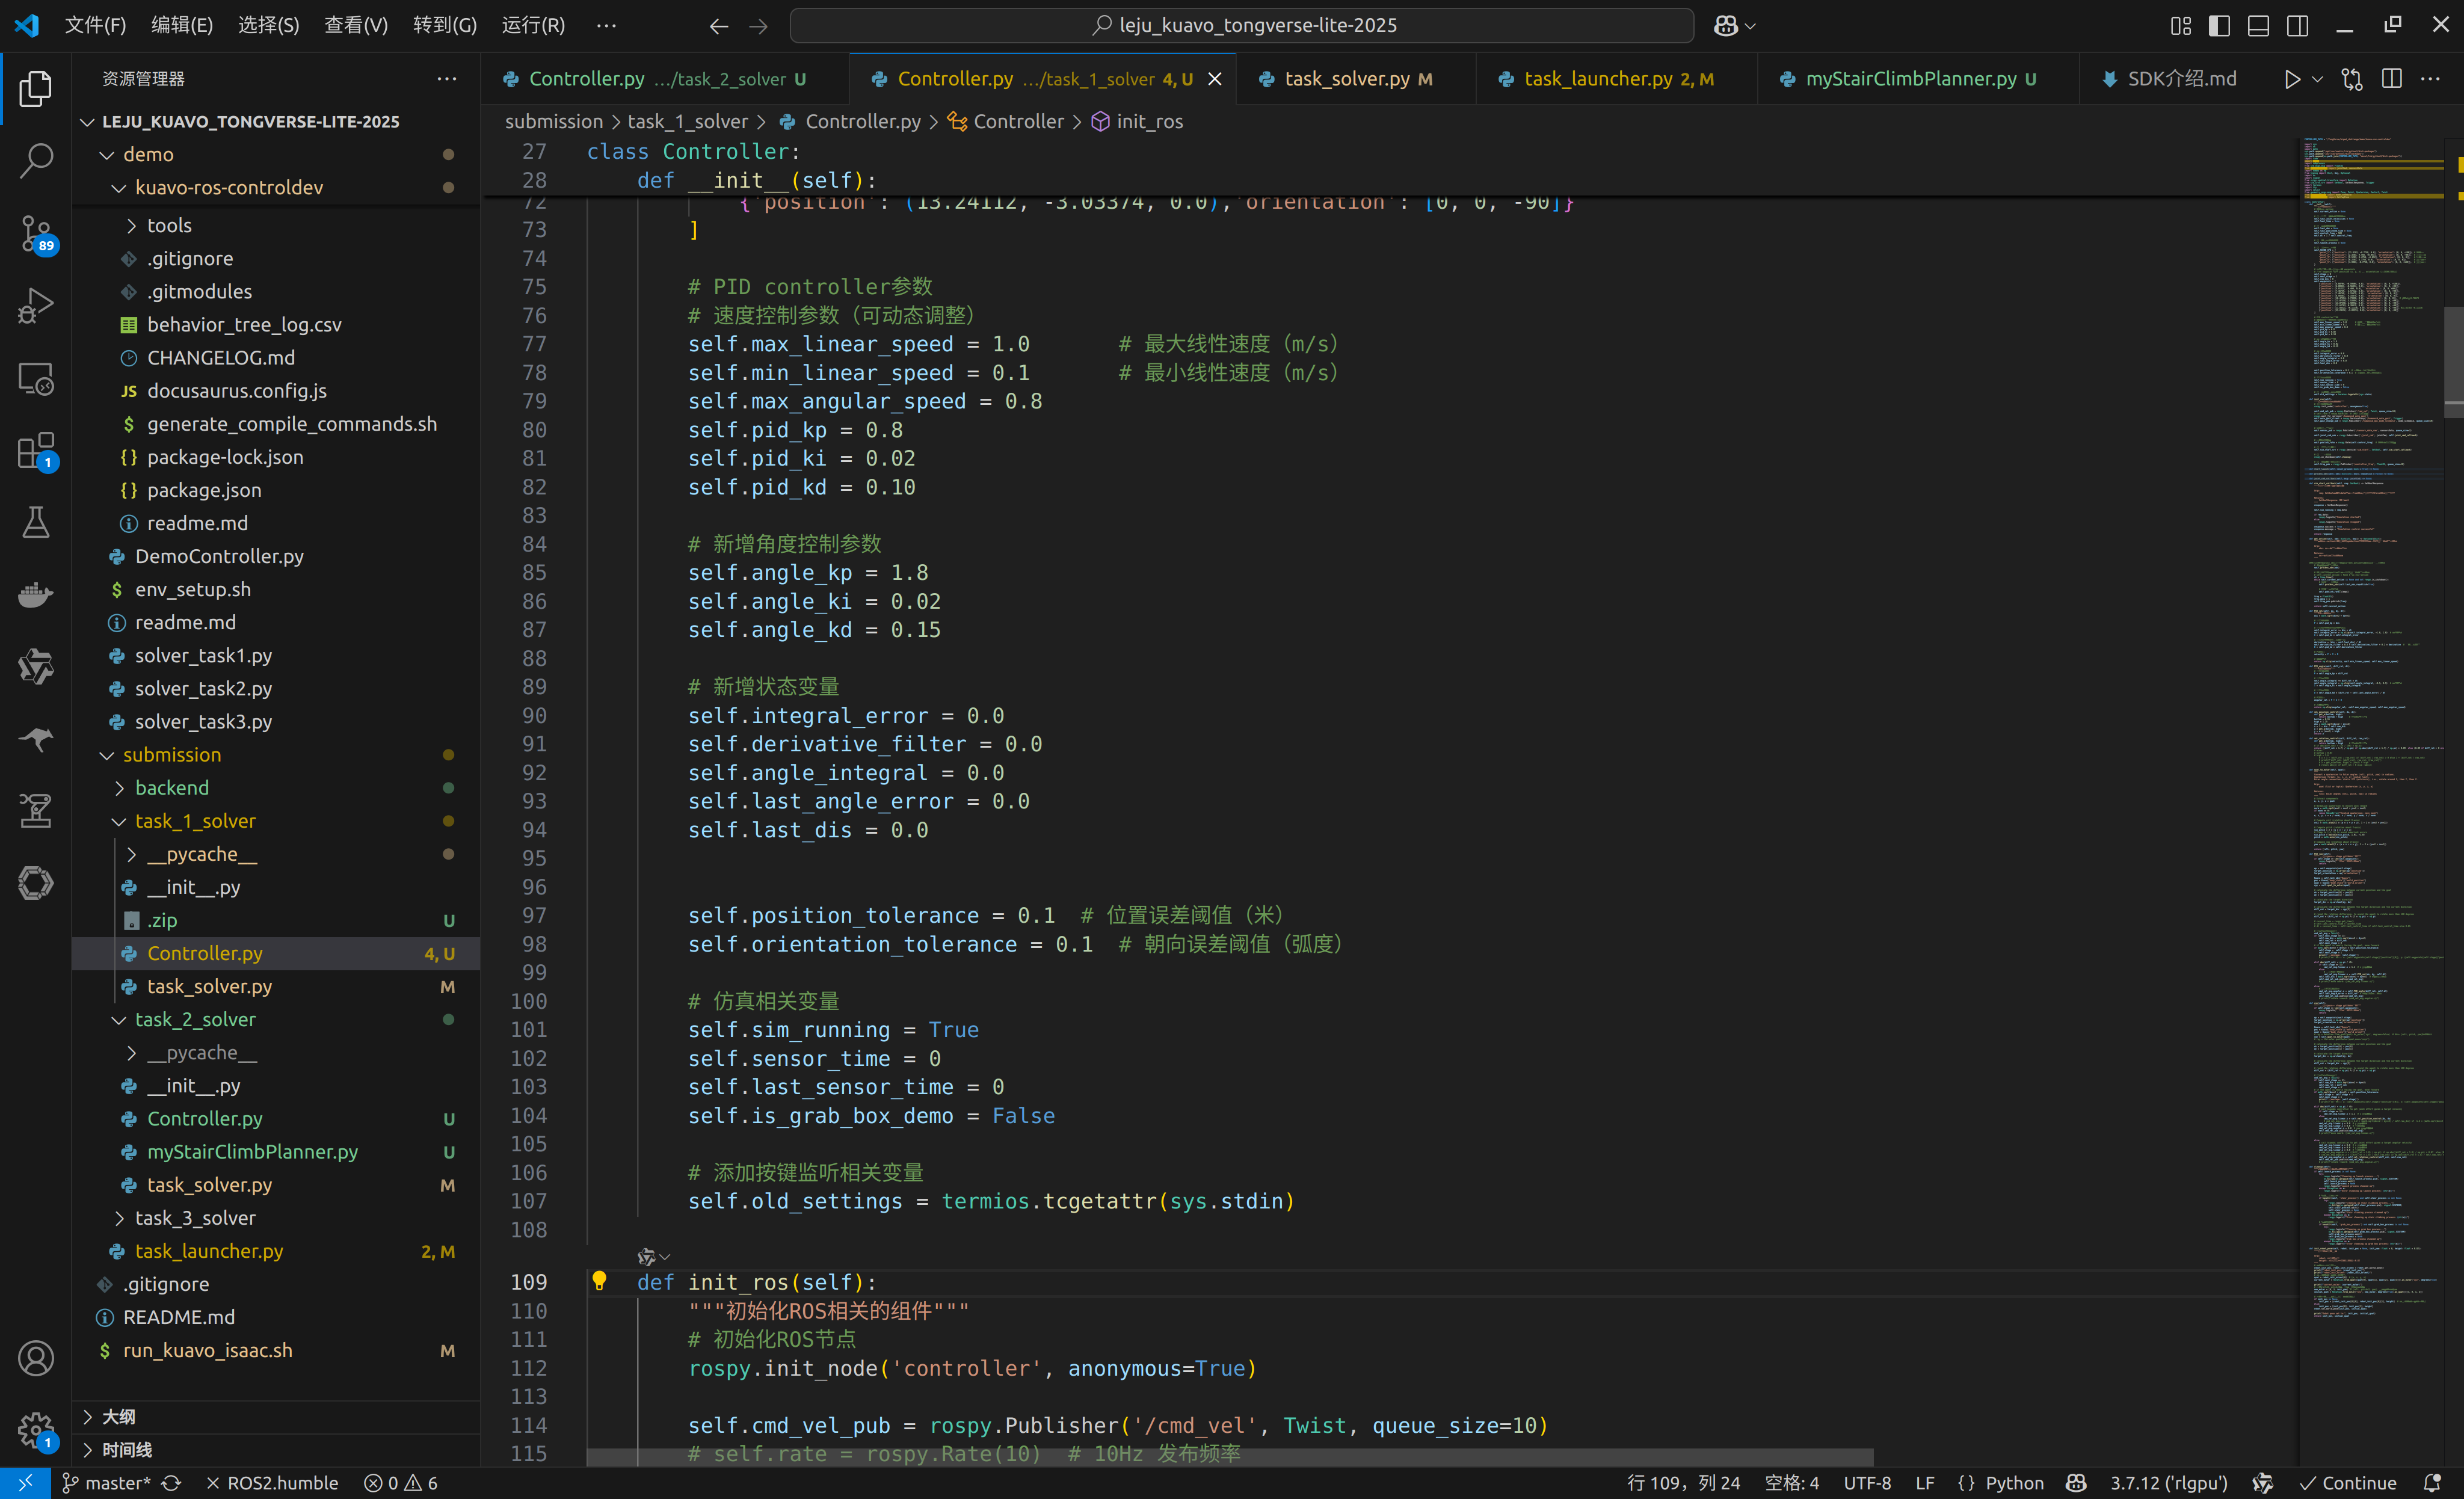 文件(F) 编辑(E) 选择(S) 查看(V) 转到(G) 运行(R) ···
leju_kuavo_tongverse-lite-2025
资源管理器
Controller.py .../task_2_solver U
Controller.py .../task_1_solver 4, U
task_solver.py M
task_launcher.py 2, M
myStairClimbPlanner.py U
SDK介绍.md
submission > task_1_solver > Controller.py > Controller > init_ros
LEJU_KUAVO_TONGVERSE-LITE-2025
demo
kuavo-ros-controldev
tools
.gitignore
.gitmodules
behavior_tree_log.csv
CHANGELOG.md
JS docusaurus.config.js
$ generate_compile_commands.sh
{} package-lock.json
{} package.json
readme.md
DemoController.py
$ env_setup.sh
readme.md
solver_task1.py
solver_task2.py
solver_task3.py
submission
backend
task_1_solver
__pycache__
__init__.py
.zip U
Controller.py 4, U
task_solver.py M
task_2_solver
__pycache__
__init__.py
Controller.py U
myStairClimbPlanner.py U
task_solver.py M
task_3_solver
task_launcher.py 2, M
.gitignore
README.md
$ run_kuavo_isaac.sh M
大纲
时间线
89
1
1
27 class Controller:
28 def __init__(self):
72 {"position": (13.24112, -3.03374, 0.0),"orientation": [0, 0, -90]}
73 ]
74
75 # PID controller参数
76 # 速度控制参数（可动态调整）
77 self.max_linear_speed = 1.0 # 最大线性速度（m/s）
78 self.min_linear_speed = 0.1 # 最小线性速度（m/s）
79 self.max_angular_speed = 0.8
80 self.pid_kp = 0.8
81 self.pid_ki = 0.02
82 self.pid_kd = 0.10
83
84 # 新增角度控制参数
85 self.angle_kp = 1.8
86 self.angle_ki = 0.02
87 self.angle_kd = 0.15
88
89 # 新增状态变量
90 self.integral_error = 0.0
91 self.derivative_filter = 0.0
92 self.angle_integral = 0.0
93 self.last_angle_error = 0.0
94 self.last_dis = 0.0
95
96
97 self.position_tolerance = 0.1 # 位置误差阈值（米）
98 self.orientation_tolerance = 0.1 # 朝向误差阈值（弧度）
99
100 # 仿真相关变量
101 self.sim_running = True
102 self.sensor_time = 0
103 self.last_sensor_time = 0
104 self.is_grab_box_demo = False
105
106 # 添加按键监听相关变量
107 self.old_settings = termios.tcgetattr(sys.stdin)
108
109 def init_ros(self):
110 """初始化ROS相关的组件"""
111 # 初始化ROS节点
112 rospy.init_node('controller', anonymous=True)
113
114 self.cmd_vel_pub = rospy.Publisher('/cmd_vel', Twist, queue_size=10)
115 # self.rate = rospy.Rate(10) # 10Hz 发布频率
master* ROS2.humble 0 6
行 109，列 24 空格: 4 UTF-8 LF {} Python 3.7.12 ('rlgpu') Continue